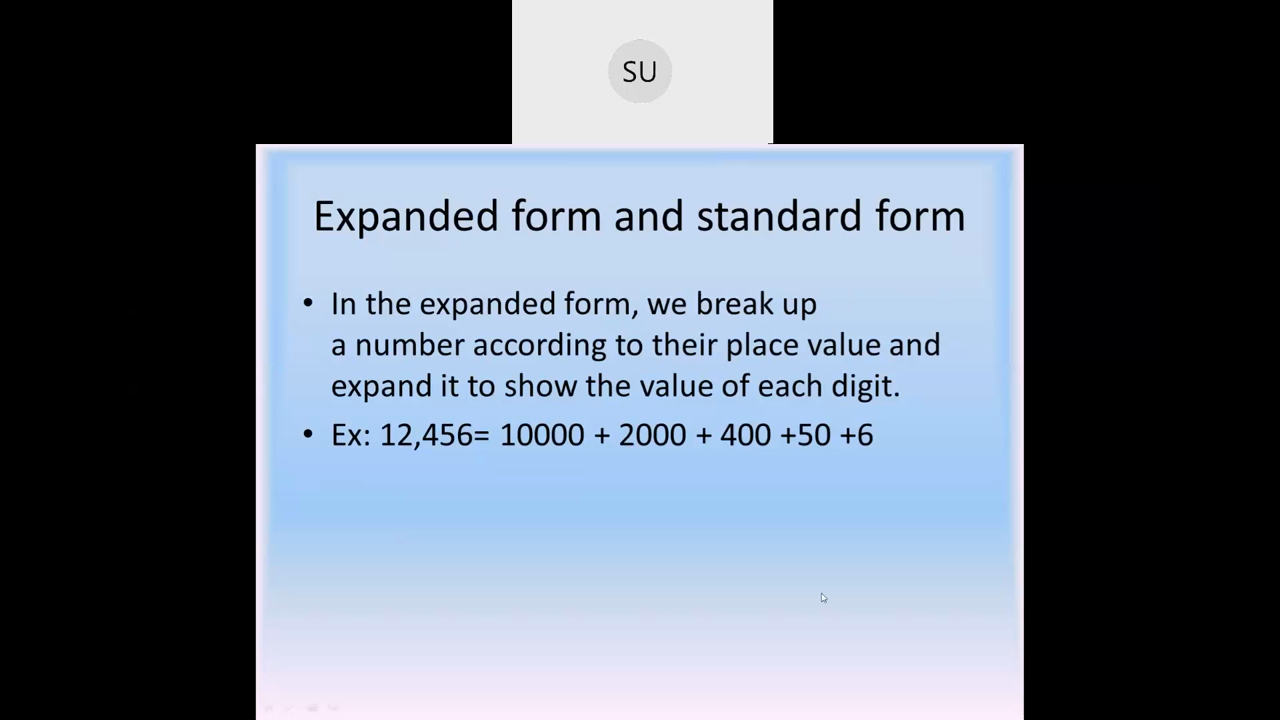 SU
Expanded form and standard form
• In the expanded form, we break up
a number according to their place value and
expand it to show the value of each digit.
• Ex: 12,456= 10000 + 2000 + 400 +50 +6